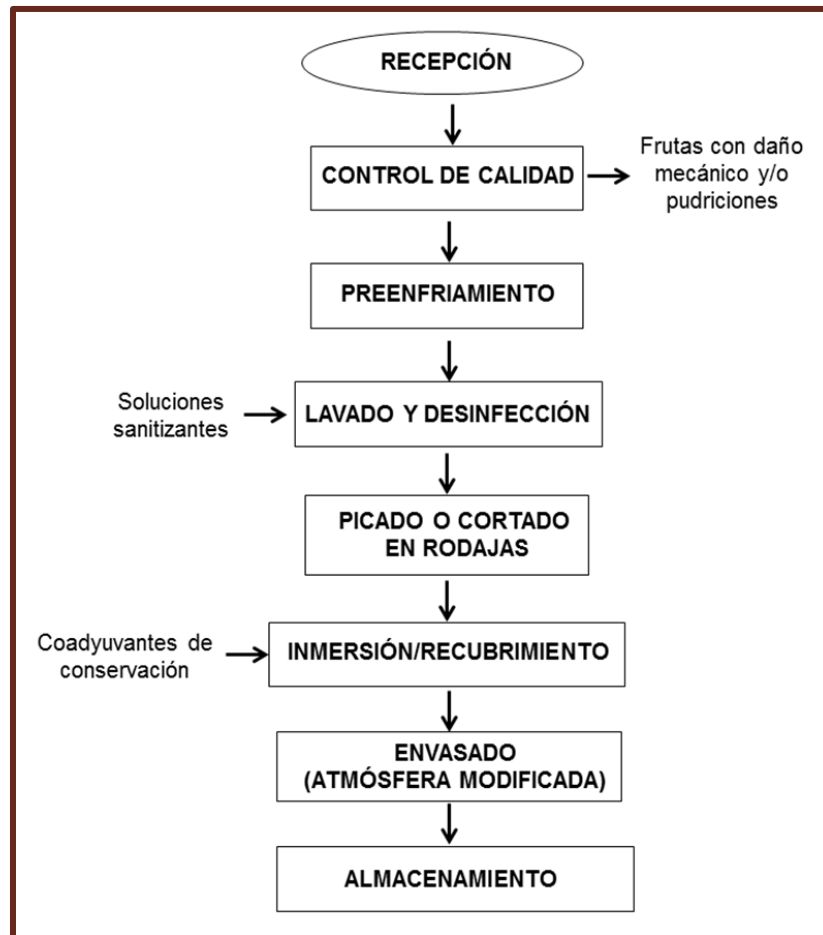 RECEPCIÓN
CONTROL DE CALIDAD
Frutas con daño
mecánico y/o
pudriciones
PREENFRIAMIENTO
Soluciones
sanitizantes
LAVADO Y DESINFECCIÓN
PICADO O CORTADO
EN RODAJAS
Coadyuvantes de
conservación
INMERSIÓN/RECUBRIMIENTO
ENVASADO
(ATMÓSFERA MODIFICADA)
ALMACENAMIENTO